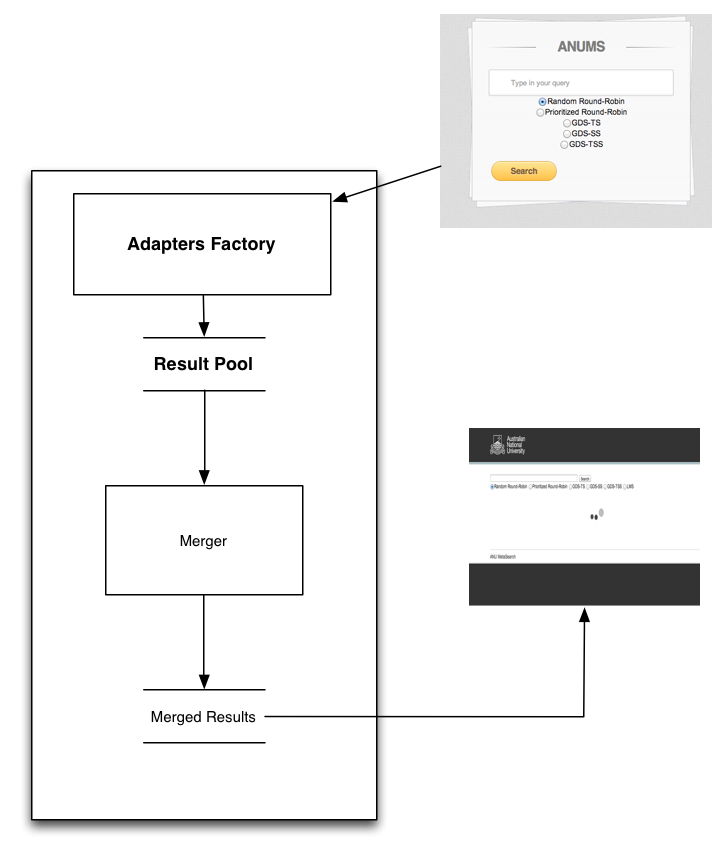 ANUMS
Type in your query
Random Round-Robin
Prioritized Round-Robin
GDS-TS
GDS-SS
GDS-TSS
Search
Adapters Factory
Result Pool
Merger
Merged Results
Australian
National
University
Search
Random Round-Robin Prioritized Round-Robin GDS-TS GDS-SS GDS-TSS LWS
ANU MetaSearch